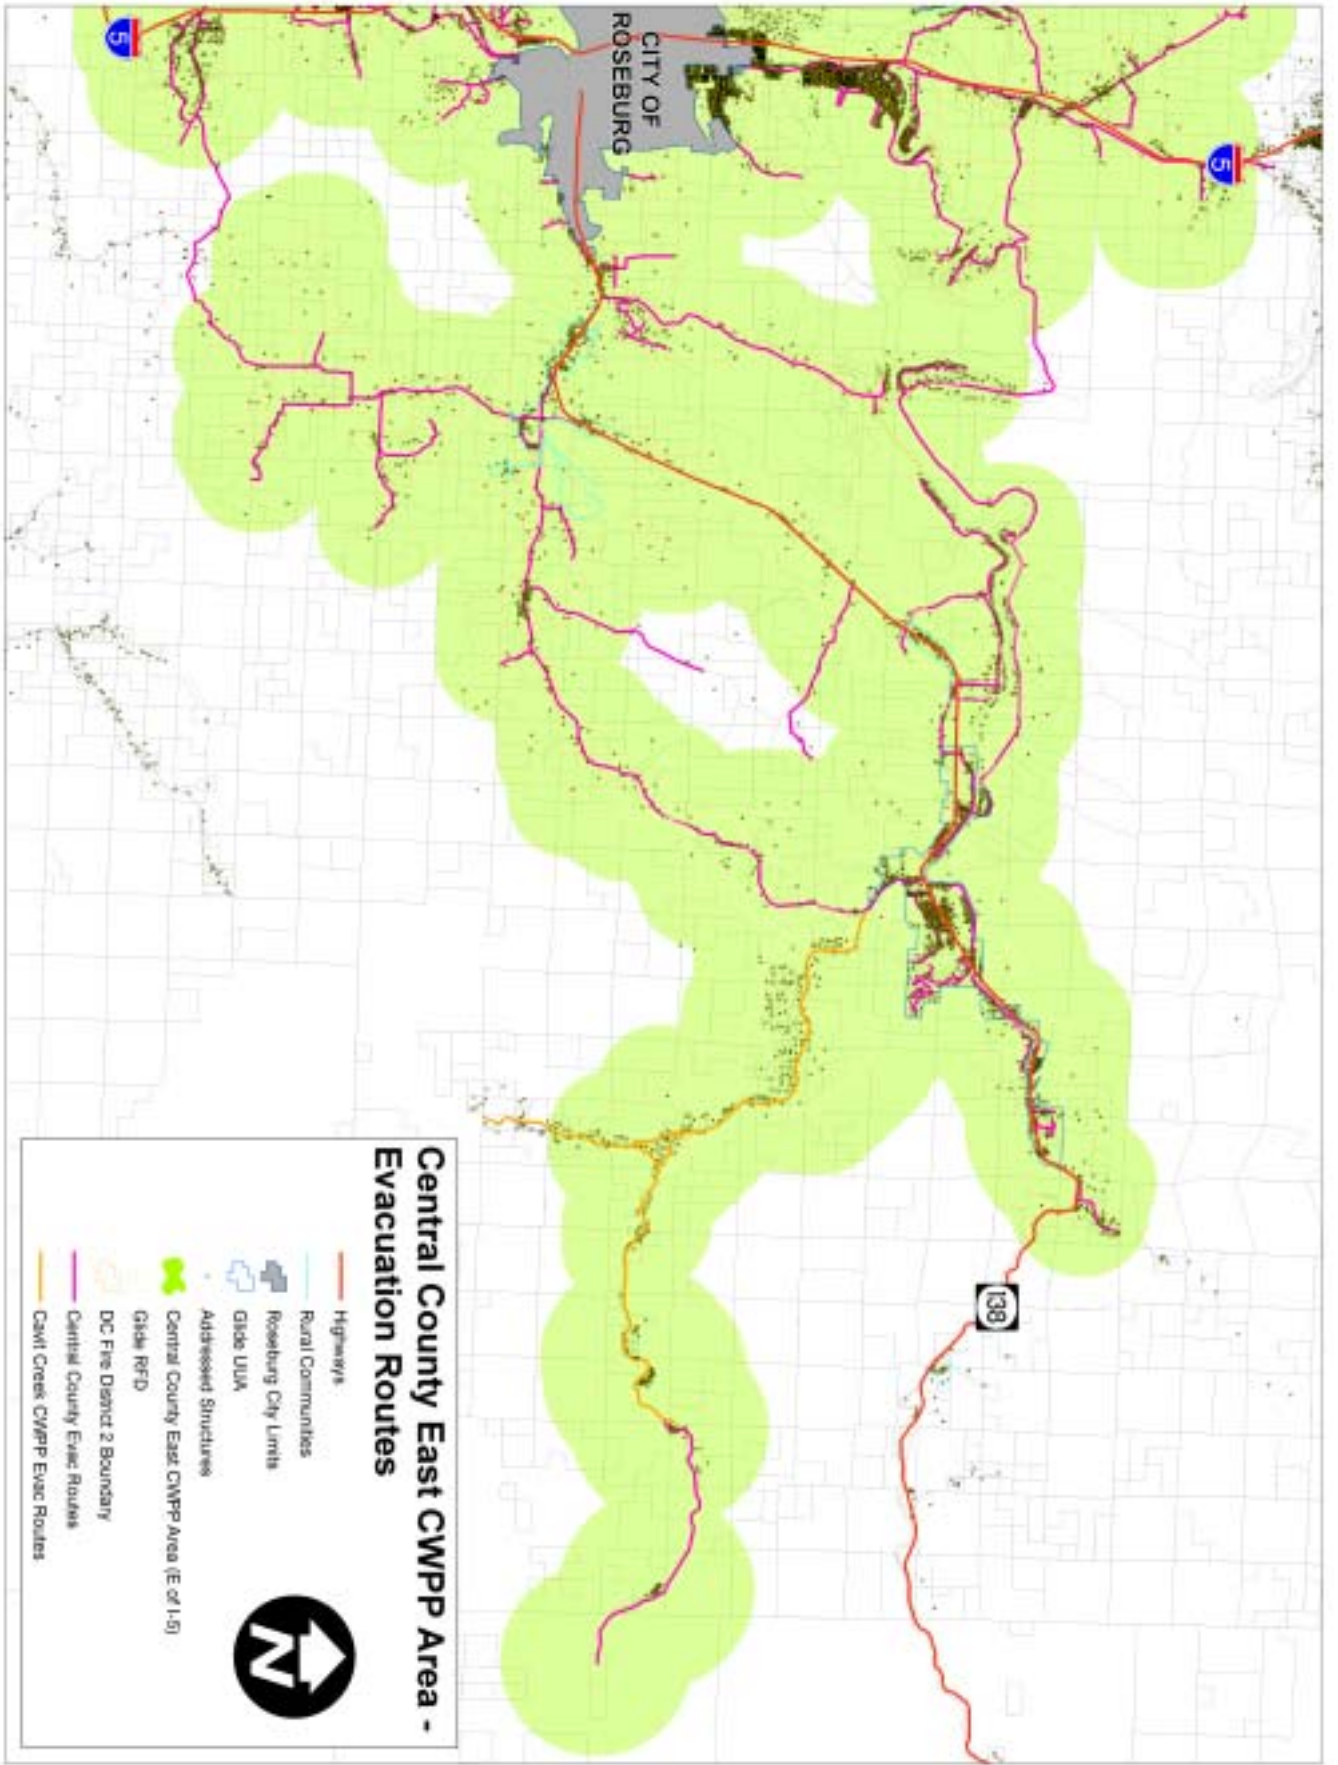 CITY OF
ROSEBURG
5
5
138
Central County East CWPP Area -
Evacuation Routes
Highways
Rural Communities
Roseburg City Limits
Glide UUA
Addressed Structures
Central County East CWPP Area (E of I-5)
Glide RFD
DC Fire District 2 Boundary
Central County Evac Routes
Cavit Creek CWPP Evac Routes
N